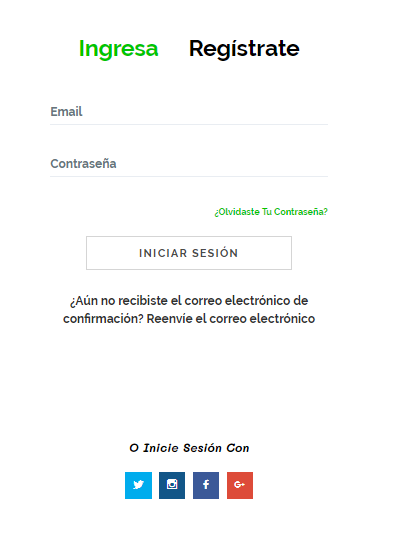 Ingresa Regístrate
Email
Contraseña
¿Olvidaste Tu Contraseña?
INICIAR SESIÓN
¿Aún no recibiste el correo electrónico de
confirmación? Reenvíe el correo electrónico
O Inicie Sesión Con